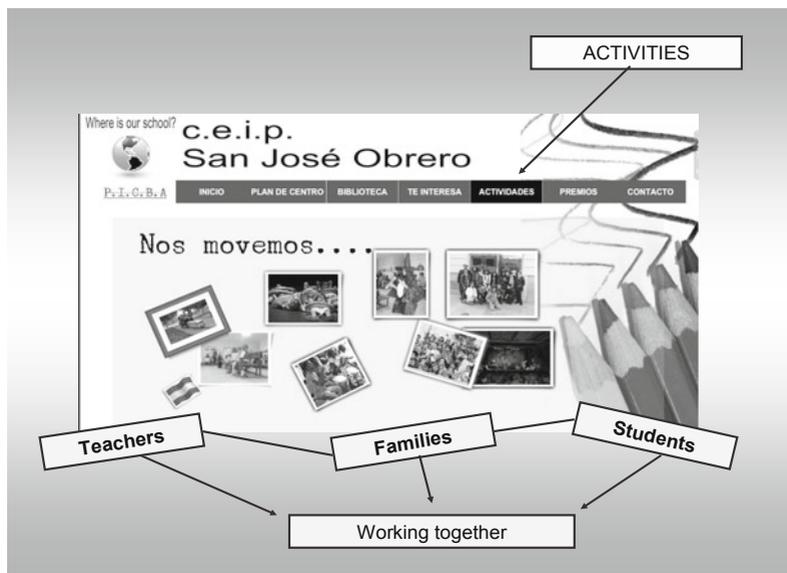 ACTIVITIES
Where is our school?
c.e.i.p.
San José Obrero
P.I.C.B.A
INICIO PLAN DE CENTRO BIBLIOTECA TE INTERESA ACTIVIDADES PREMIOS CONTACTO
Nos movemos....
Teachers
Families
Students
Working together